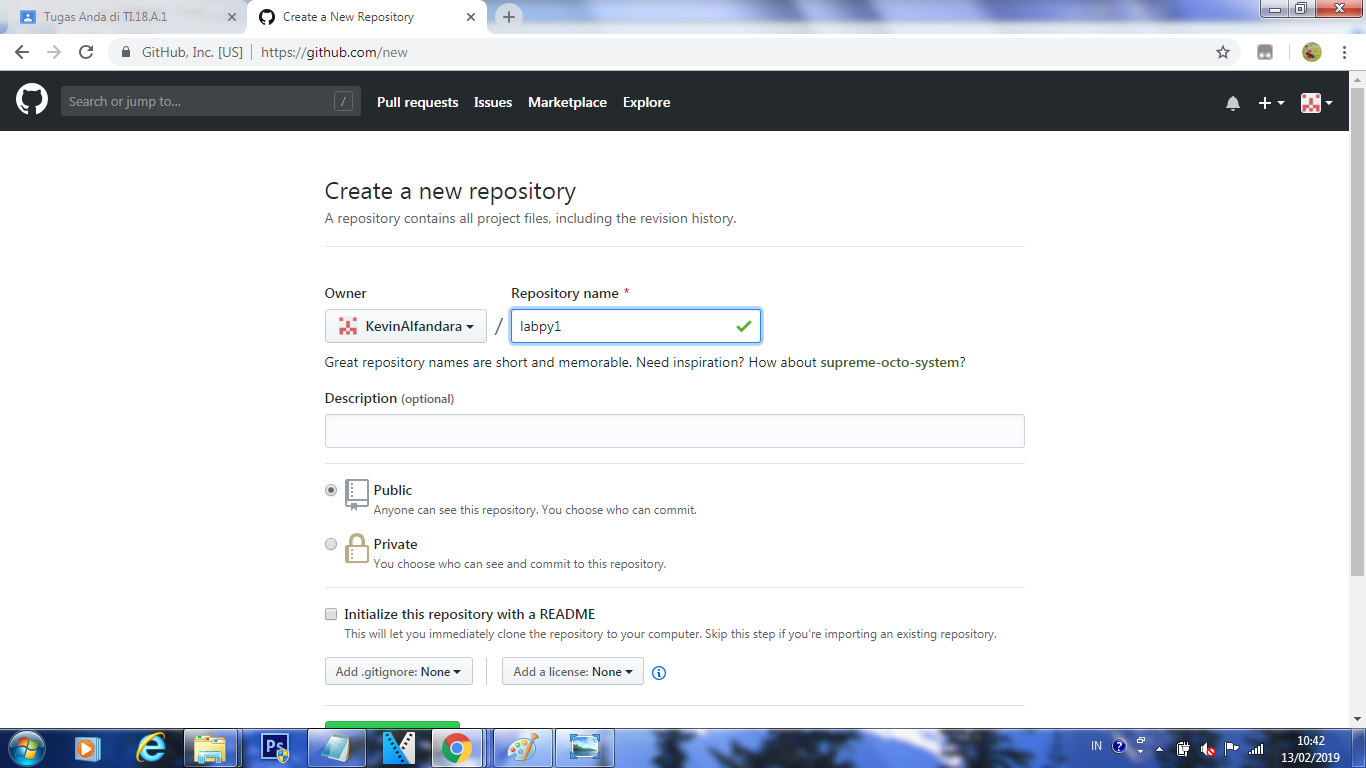 Tugas Anda di TI.18.A.1
Create a New Repository
GitHub, Inc. [US] https://github.com/new
Search or jump to... / Pull requests Issues Marketplace Explore
Create a new repository
A repository contains all project files, including the revision history.
Owner Repository name *
KevinAlfandara / labpy1
Great repository names are short and memorable. Need inspiration? How about supreme-octo-system?
Description (optional)
Public
Anyone can see this repository. You choose who can commit.
Private
You choose who can see and commit to this repository.
Initialize this repository with a README
This will let you immediately clone the repository to your computer. Skip this step if you're importing an existing repository.
Add .gitignore: None Add a license: None
Ps
IN
10:42
13/02/2019